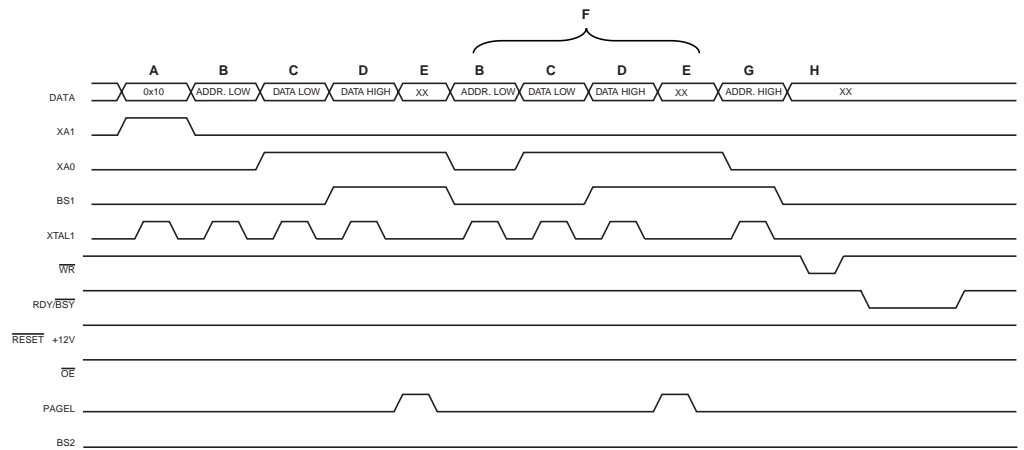 F
A B C D E B C D E G H
DATA 0x10 ADDR. LOW DATA LOW DATA HIGH XX ADDR. LOW DATA LOW DATA HIGH XX ADDR. HIGH XX
XA1
XA0
BS1
XTAL1
WR
RDY/BSY
RESET +12V
OE
PAGEL
BS2